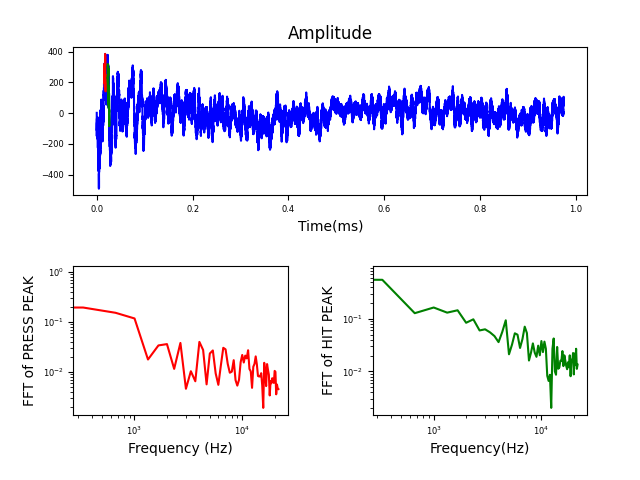 Amplitude
400
200
0
−200
−400
0.0 0.2 0.4 0.6 0.8 1.0
Time(ms)
FFT of PRESS PEAK
10⁰
10⁻¹
10⁻²
10³ 10⁴
Frequency (Hz)
FFT of HIT PEAK
10⁻¹
10⁻²
10³ 10⁴
Frequency(Hz)